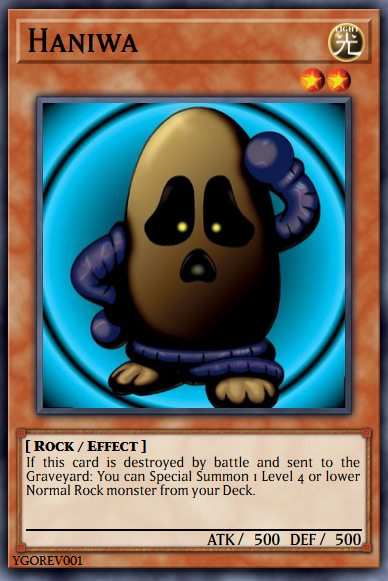 HANIWA
LIGHT
光
[ ROCK / EFFECT ]
If this card is destroyed by battle and sent to the
Graveyard: You can Special Summon 1 Level 4 or lower
Normal Rock monster from your Deck.
ATK / 500 DEF / 500
YGOREV001